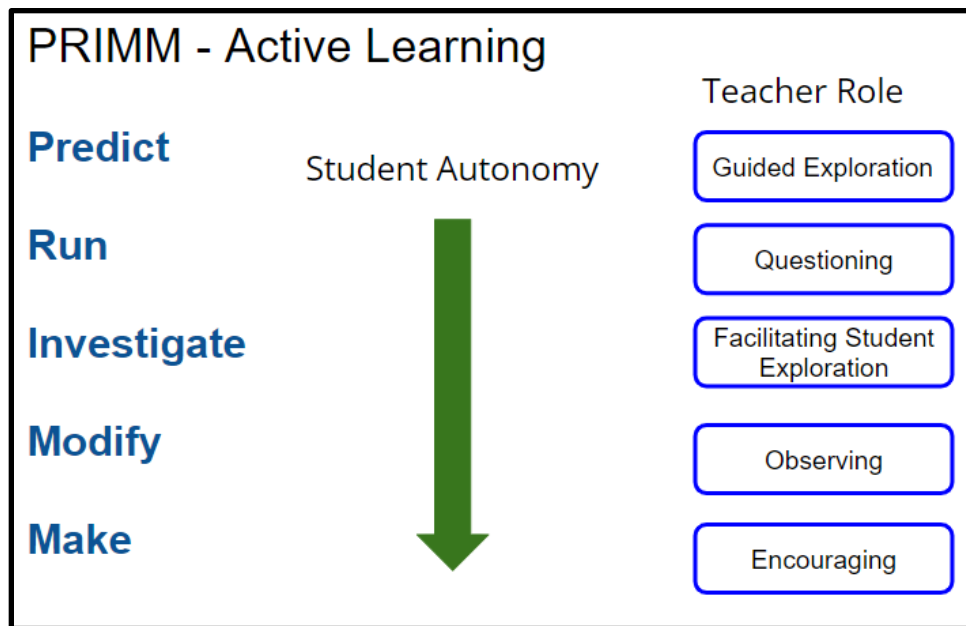 PRIMM - Active Learning
Teacher Role
Predict
Student Autonomy
Guided Exploration
Run
Questioning
Investigate
Facilitating Student
Exploration
Modify
Observing
Make
Encouraging